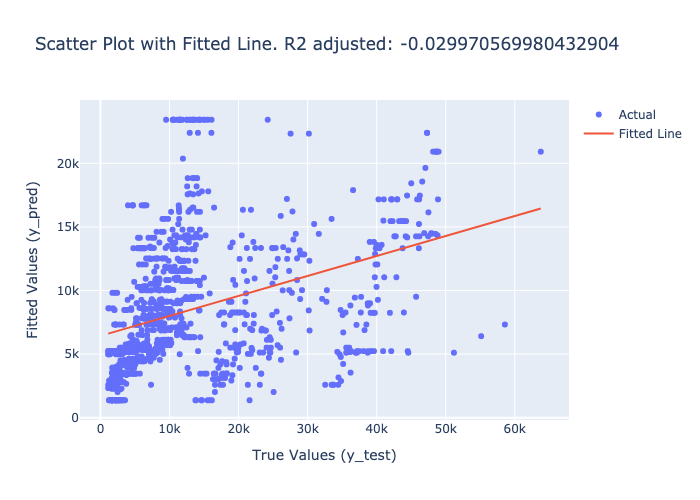 Scatter Plot with Fitted Line. R2 adjusted: -0.029970569980432904
Actual
Fitted Line
Fitted Values (y_pred)
20k
15k
10k
5k
0
0 10k 20k 30k 40k 50k 60k
True Values (y_test)